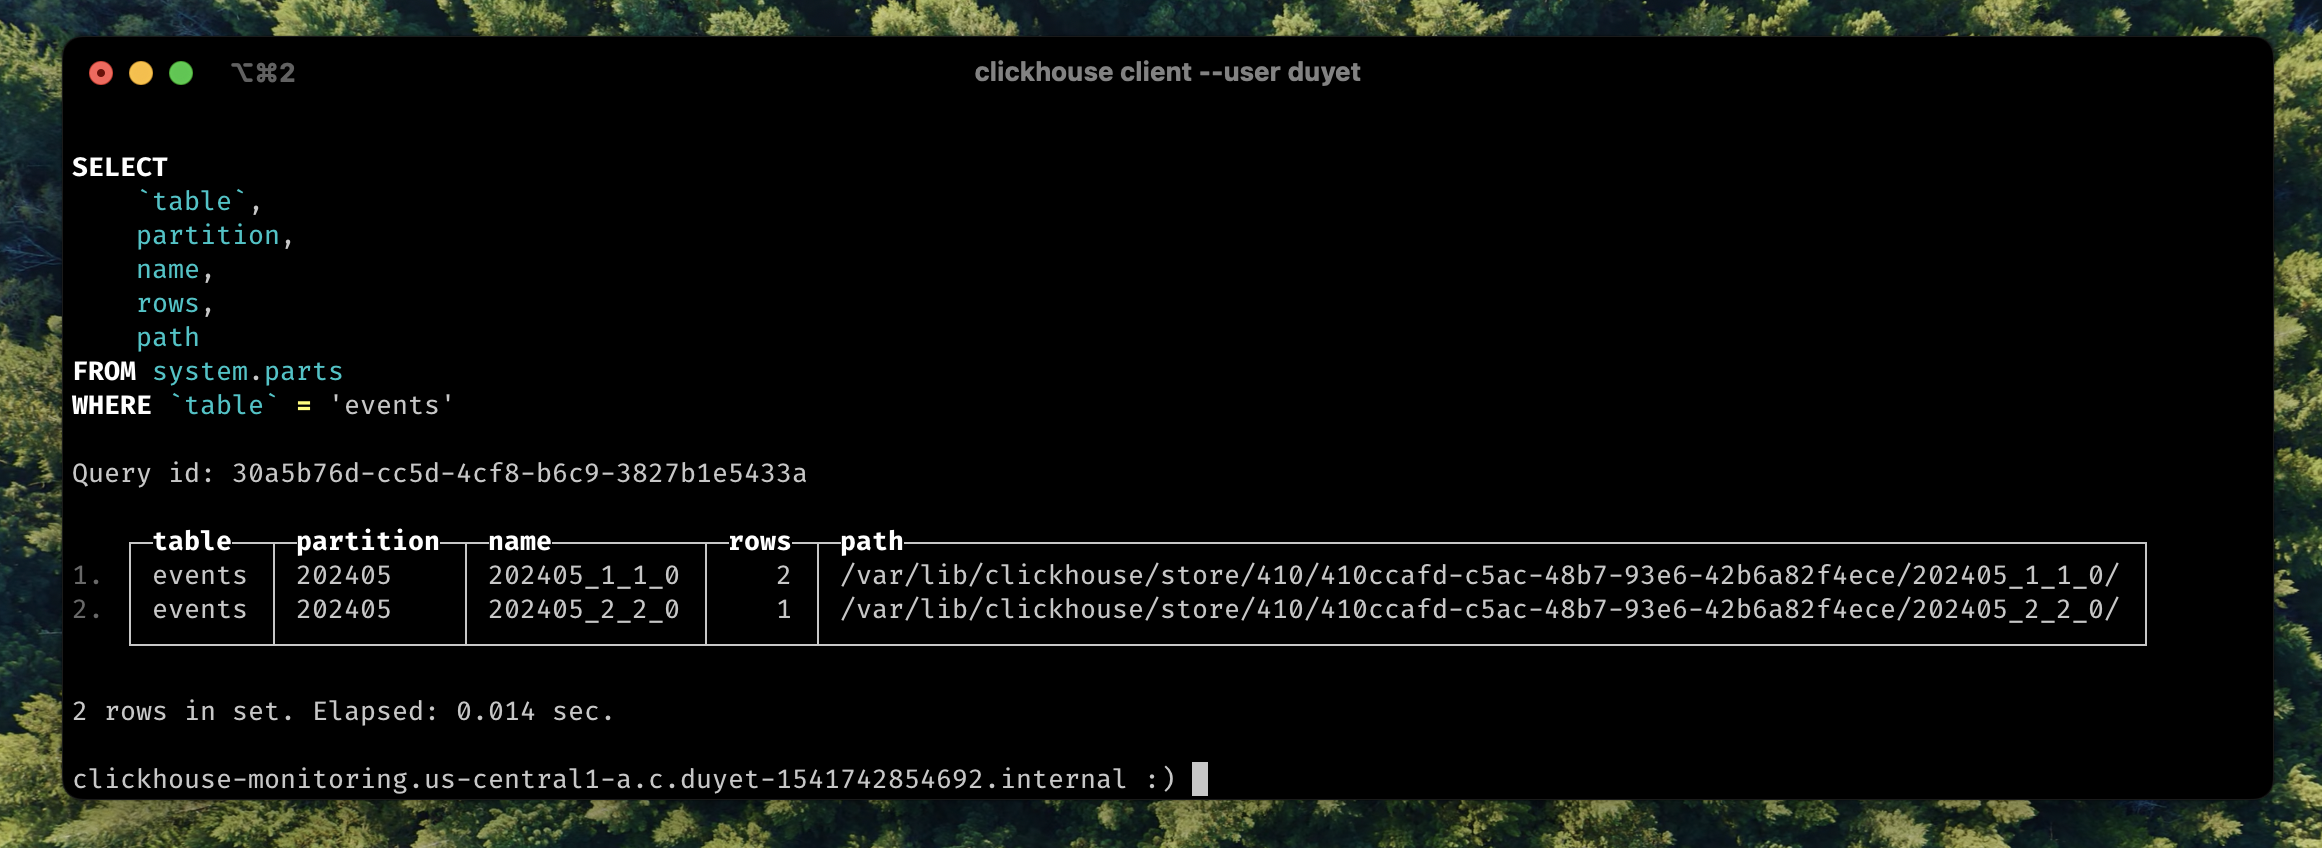 ⌥⌘2
clickhouse client --user duyet
SELECT
    `table`,
    partition,
    name,
    rows,
    path
FROM system.parts
WHERE `table` = 'events'
Query id: 30a5b76d-cc5d-4cf8-b6c9-3827b1e5433a
table partition name rows path
1. events 202405 202405_1_1_0 2 /var/lib/clickhouse/store/410/410ccafd-c5ac-48b7-93e6-42b6a82f4ece/202405_1_1_0/
2. events 202405 202405_2_2_0 1 /var/lib/clickhouse/store/410/410ccafd-c5ac-48b7-93e6-42b6a82f4ece/202405_2_2_0/
2 rows in set. Elapsed: 0.014 sec.
clickhouse-monitoring.us-central1-a.c.duyet-1541742854692.internal :)